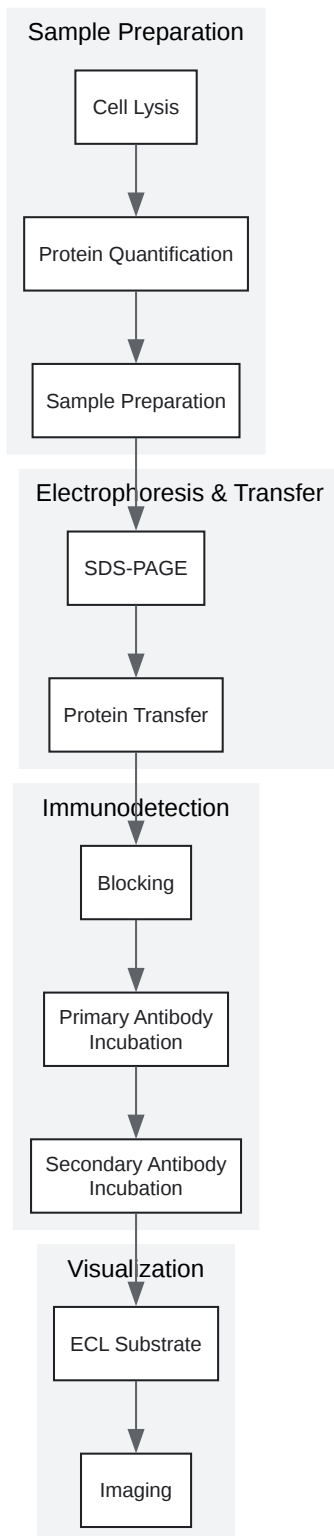 Sample Preparation
Cell Lysis
Protein Quantification
Sample Preparation
Electrophoresis & Transfer
SDS-PAGE
Protein Transfer
Immunodetection
Blocking
Primary Antibody
Incubation
Secondary Antibody
Incubation
Visualization
ECL Substrate
Imaging